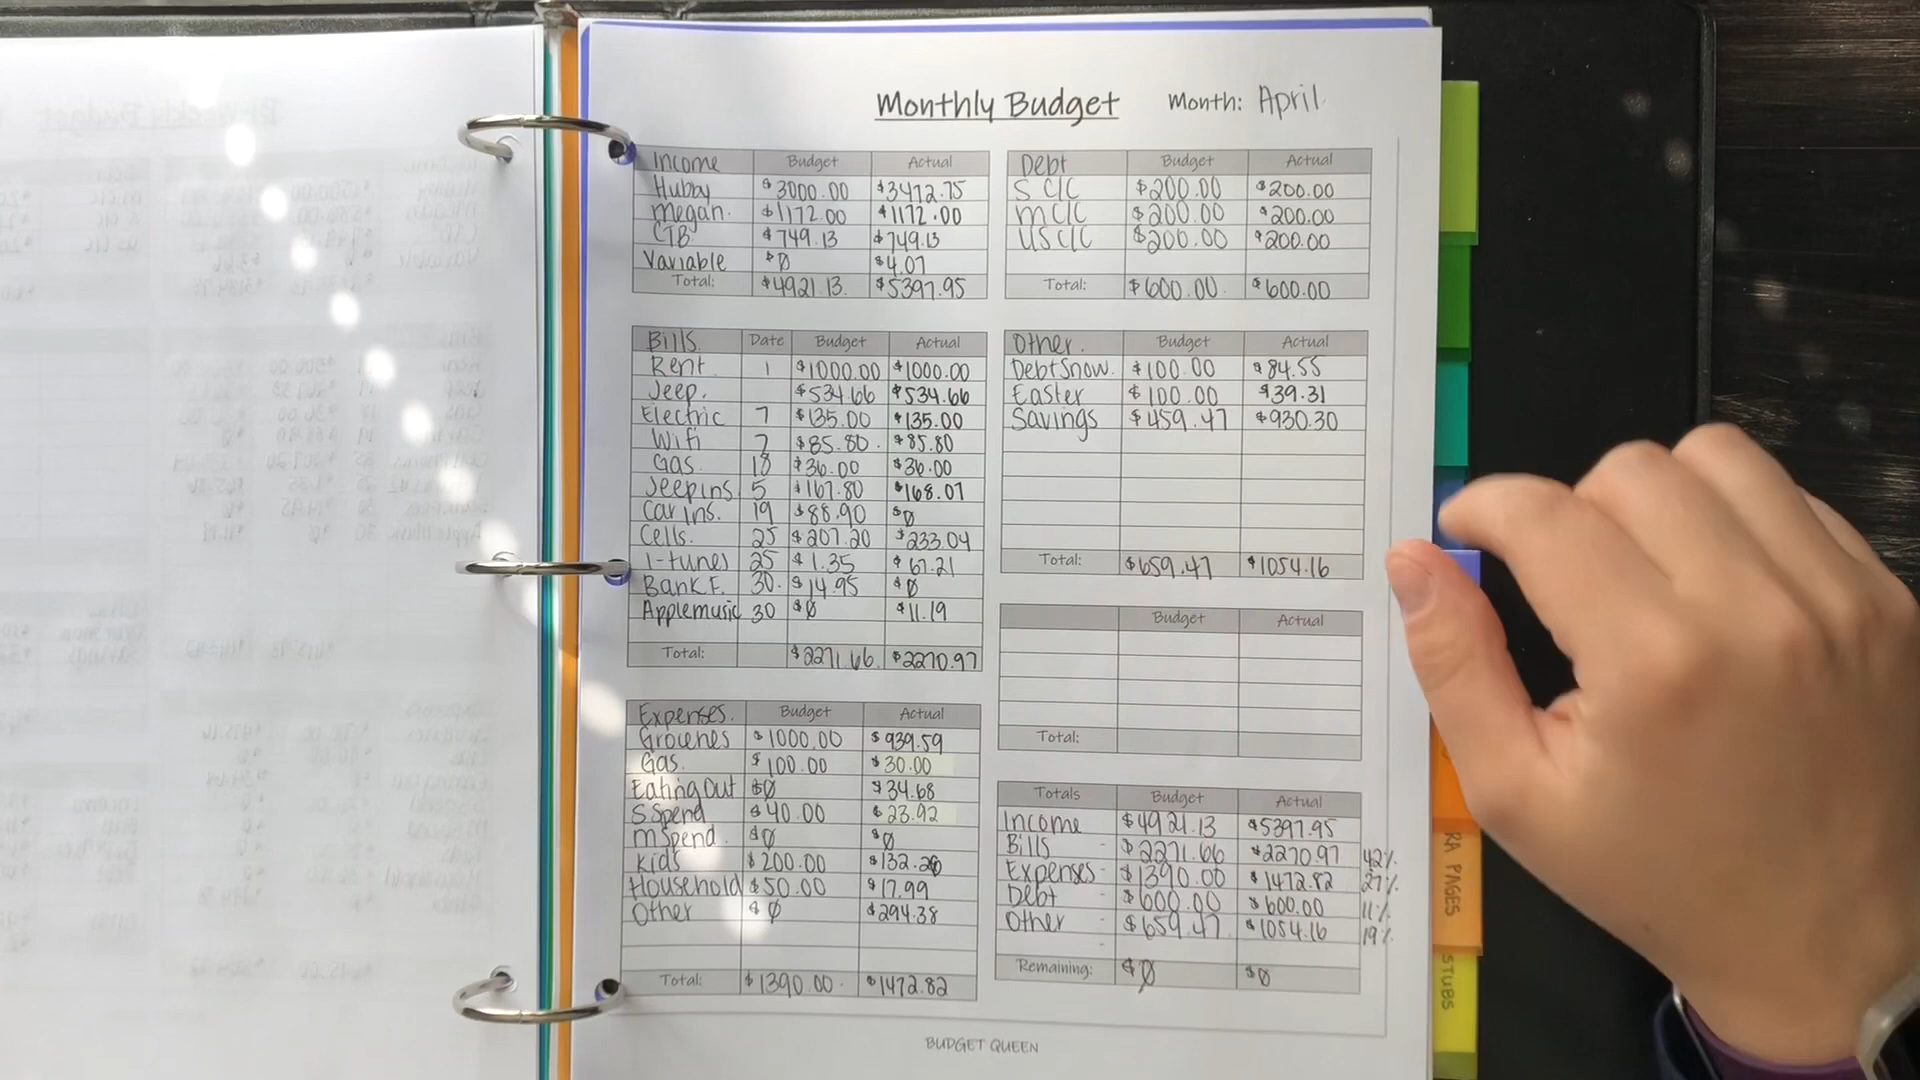 Monthly Budget Month: April
Income Budget Actual
Hubby $3000.00 $3472.75
Megan. $1172.00 $1172.00
CTB $749.13 $749.13
Variable $0 $4.07
Total: $4921.13. $5397.95
Debt Budget Actual
S C/C $200.00 $200.00
M C/C $200.00 $200.00
US C/C $200.00 $200.00
Total: $600.00. $600.00
Bills. Date Budget Actual
Rent 1 $1000.00 $1000.00
Jeep. $534.66 $534.66
Electric 7 $135.00 $135.00
Wifi 7 $85.80. $85.80
Gas. 18 $36.00 $36.00
Jeep ins 5 $167.80 $168.07
Car ins. 19 $88.90 $0
Cells. 25 $207.20 $233.04
I-tunes 25 $1.35 $67.21
Bank F. 30. $14.95 $0
Apple music 30 $0 $11.19
Total: $2271.66. $2270.97
Other. Budget Actual
Debt Snow. $100.00 $84.55
Easter $100.00 $39.31
Savings $459.47 $930.30
Total: $659.47 $1054.16
Budget Actual
Total:
Expenses. Budget Actual
Groceries $1000.00 $939.59
Gas. $100.00 $30.00
Eating Out $0 $34.68
S Spend $40.00 $23.92
M Spend. $0 $0
Kids $200.00 $132.26
Household $50.00 $17.99
Other $0 $294.38
Total: $1390.00. $1472.82
Totals Budget Actual
Income $4921.13 $5397.95
Bills - $2271.66 $2270.97 42%
Expenses - $1390.00 $1472.82 27%
Debt - $600.00 $600.00 11%
Other - $659.47 $1054.16 19%
-
Remaining: $0 $0
BUDGET QUEEN
RA PAGES
STUBS